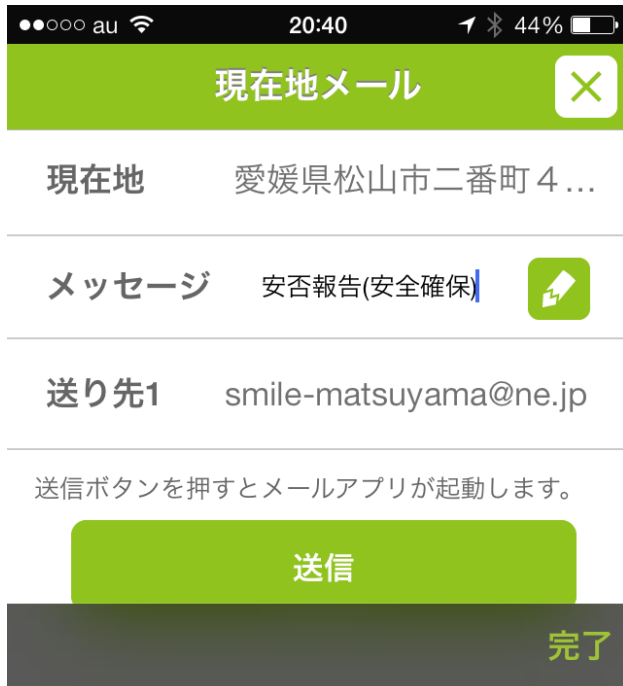 au 20:40 44%
現在地メール
現在地 愛媛県松山市二番町４...
メッセージ 安否報告(安全確保)
送り先1 smile-matsuyama@ne.jp
送信ボタンを押すとメールアプリが起動します。
送信
完了